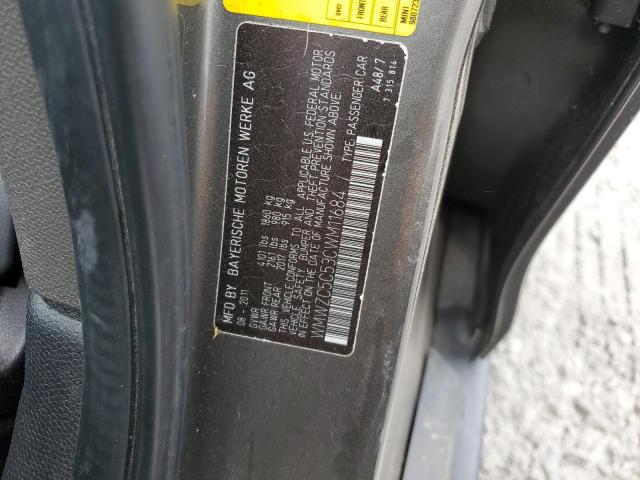 MFD BY BAYERISCHE MOTOREN WERKE AG
08 - 2011
GVWR 4101 lbs 1860 kg
GAWR FRONT 2161 lbs 980 kg
GAWR REAR 2017 lbs 915 kg
THIS VEHICLE CONFORMS TO ALL APPLICABLE U.S. FEDERAL MOTOR
VEHICLE SAFETY, BUMPER AND THEFT PREVENTION STANDARDS
IN EFFECT ON THE DATE OF MANUFACTURE SHOWN ABOVE
WMWZC5C53CWM11684 TYPE: PASSENGER CAR
A48/7
7 315 814
over
FRONT
MINI